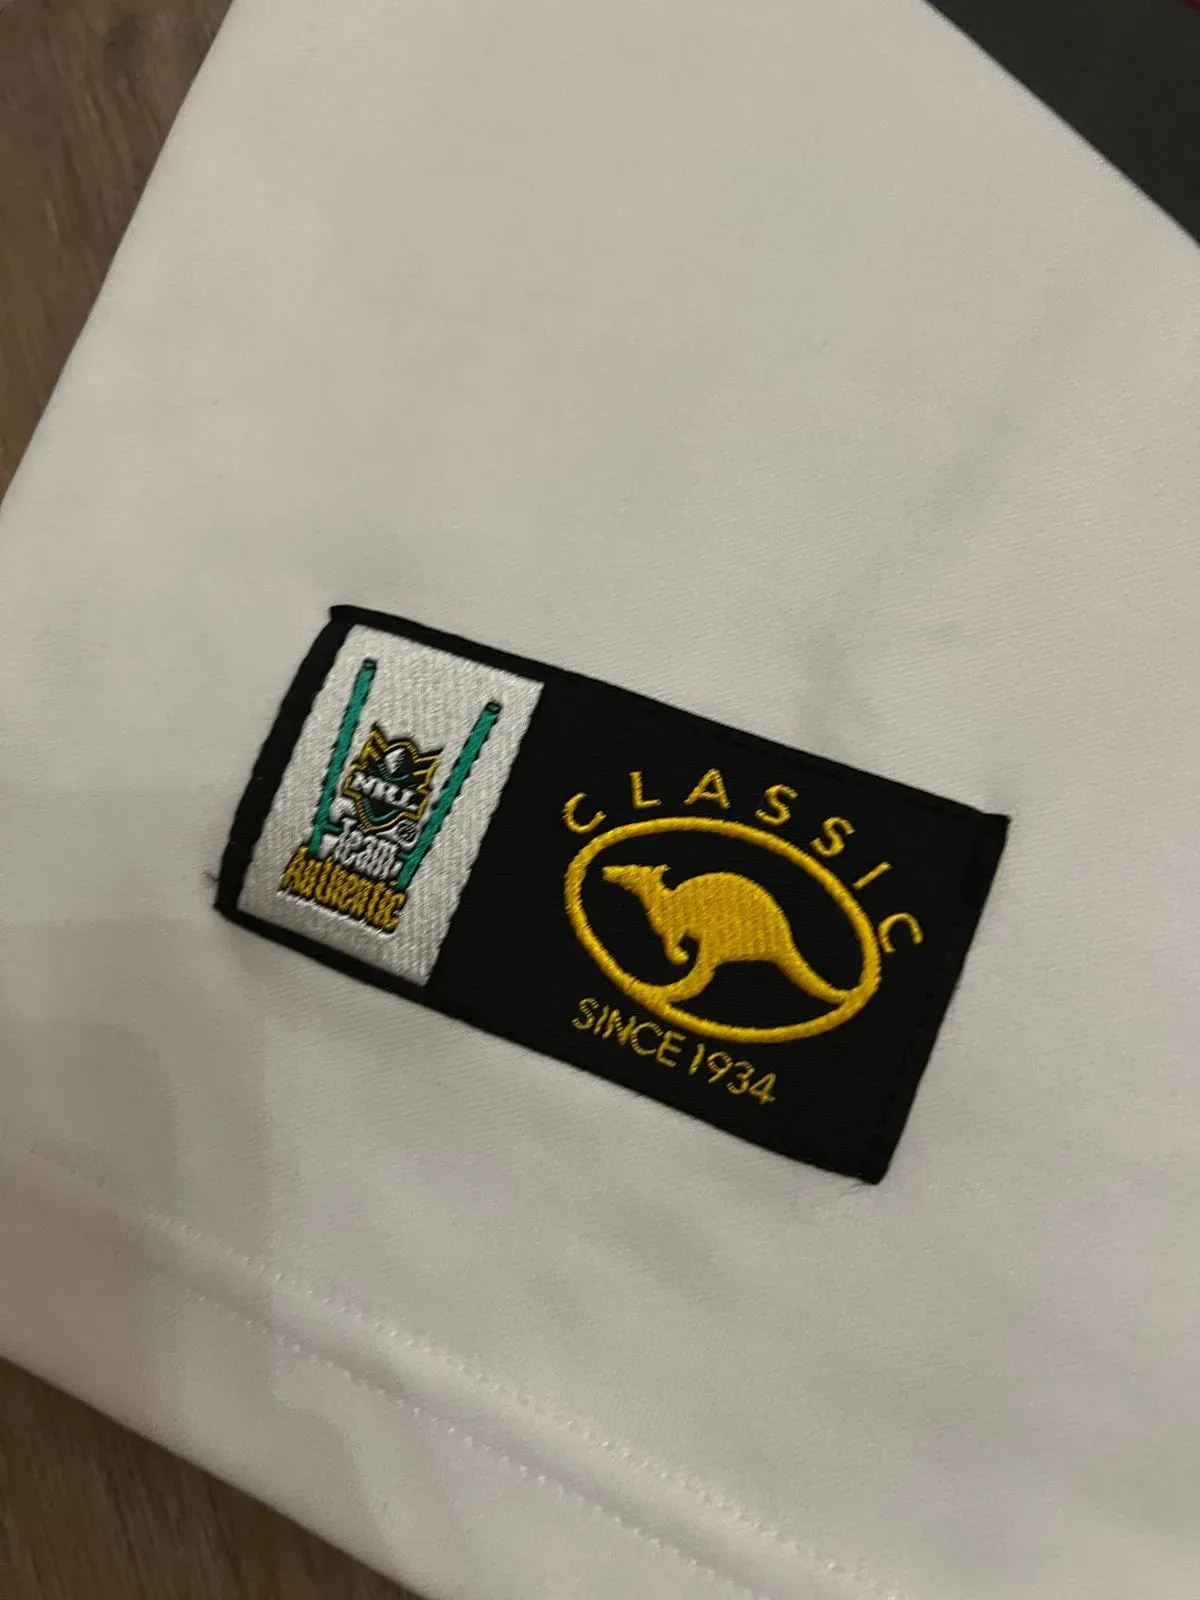 NRL
Team
Authentic
CLASSIC
SINCE 1934